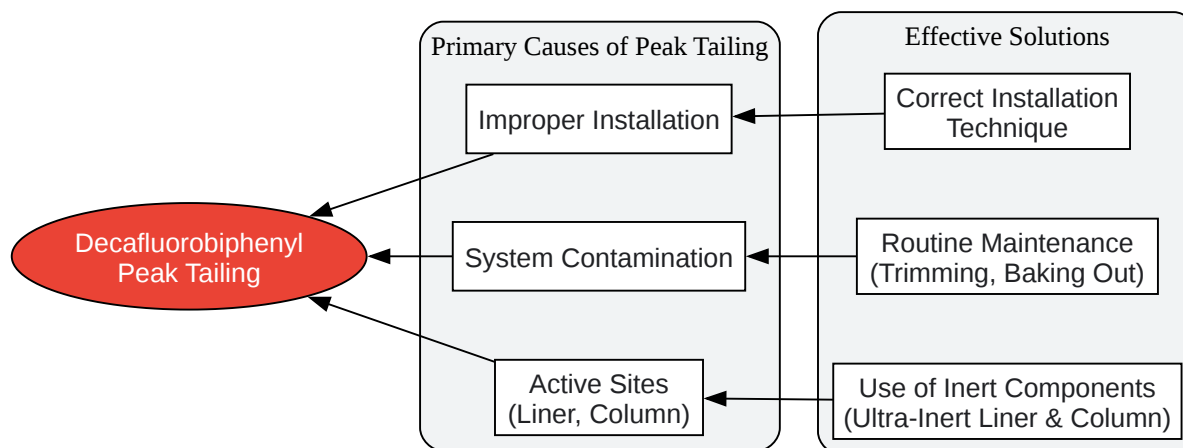 Primary Causes of Peak Tailing
Effective Solutions
Improper Installation
Correct Installation
Technique
Decafluorobiphenyl
Peak Tailing
System Contamination
Routine Maintenance
(Trimming, Baking Out)
Active Sites
(Liner, Column)
Use of Inert Components
(Ultra-Inert Liner & Column)